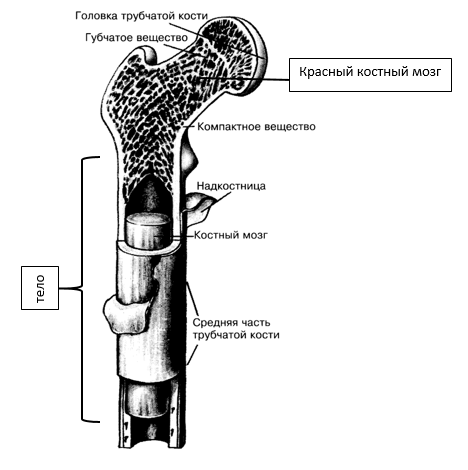 Головка трубчатой кости
Губчатое вещество
Красный костный мозг
Компактное вещество
Надкостница
Костный мозг
тело
Средняя часть
трубчатой кости